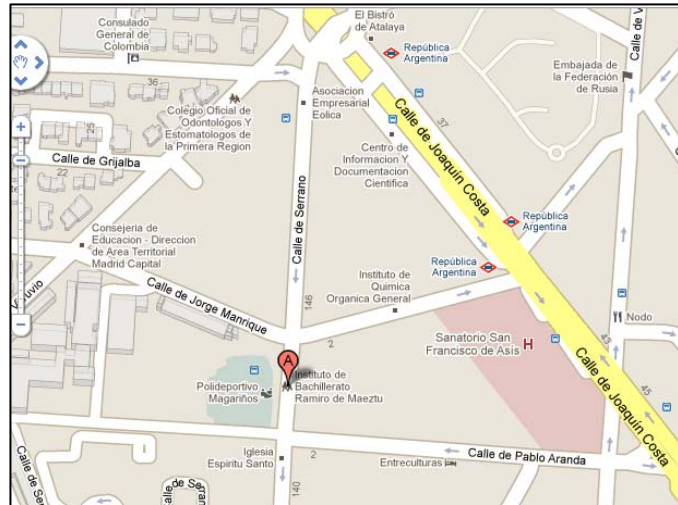 Consulado
General de
Colombia
El Bistró
de Atalaya
República
Argentina
Calle de V
Embajada de
la Federación
de Rusia
36
Asociacion
Empresarial
Eolica
Colegio Oficial de
Odontologos Y
Estomatologos de
la Primera Region
37
Calle de Joaquín Costa
25
Calle de Grijalba
22
Centro de
Informacion Y
Documentacion
Cientifica
Calle de Serrano
República
Argentina
Consejeria de
Educacion - Direccion
de Area Territorial
Madrid Capital
República
Argentina
Instituto de
Quimica
Organica General
146
Calle de Jorge Manrique
2
Nodo
Sanatorio San
Francisco de Asís
H
43
A
Instituto de
Bachillerato
Ramiro de Maeztu
Polideportivo
Magariños
Calle de Joaquín Costa
45
Iglesia
Espiritu Santo
2
Entreculturas
Calle de Pablo Aranda
140
Calle de Se
alle de Serrano